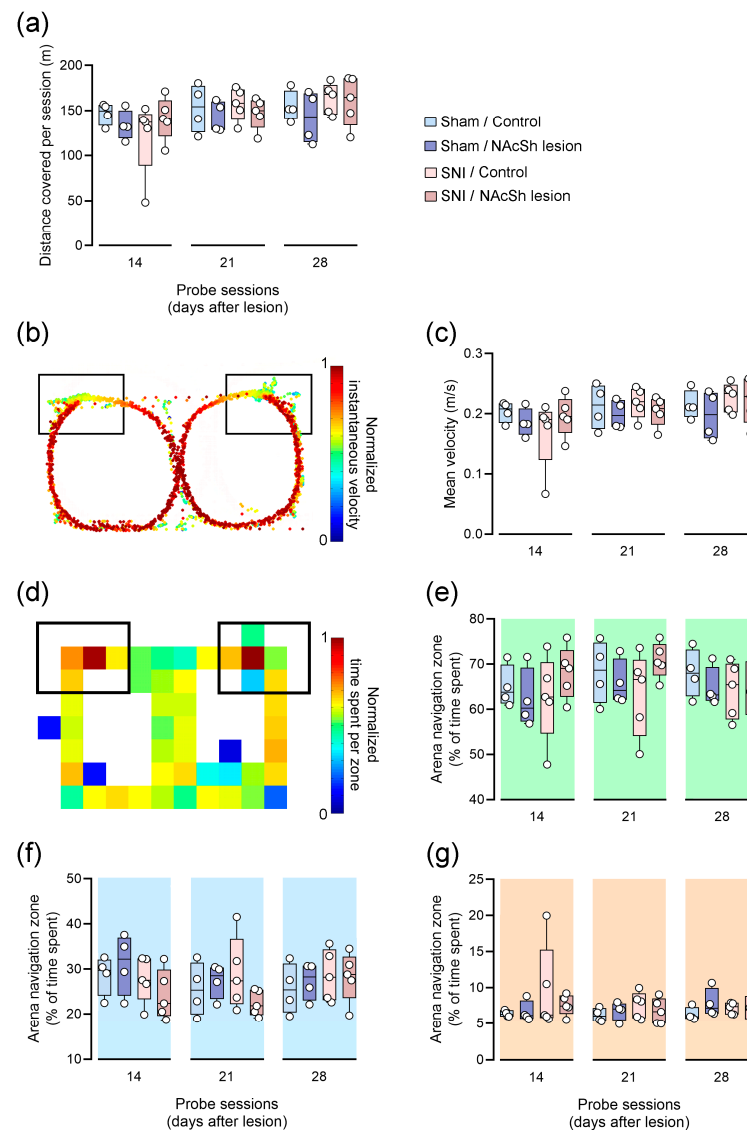 (a)
Distance covered per session (m)
200
150
100
50
0
14
21
28
Probe sessions
(days after lesion)
Sham / Control
Sham / NAcSh lesion
SNI / Control
SNI / NAcSh lesion
(b)
1
0
Normalized
instantaneous velocity
(c)
Mean velocity (m/s)
0.3
0.2
0.1
0.0
14
21
28
(d)
1
0
Normalized
time spent per zone
(e)
Arena navigation zone
(% of time spent)
80
70
60
50
40
14
21
28
(f)
Arena navigation zone
(% of time spent)
50
40
30
20
10
14
21
28
Probe sessions
(days after lesion)
(g)
Arena navigation zone
(% of time spent)
25
20
15
10
5
0
14
21
28
Probe sessions
(days after lesion)